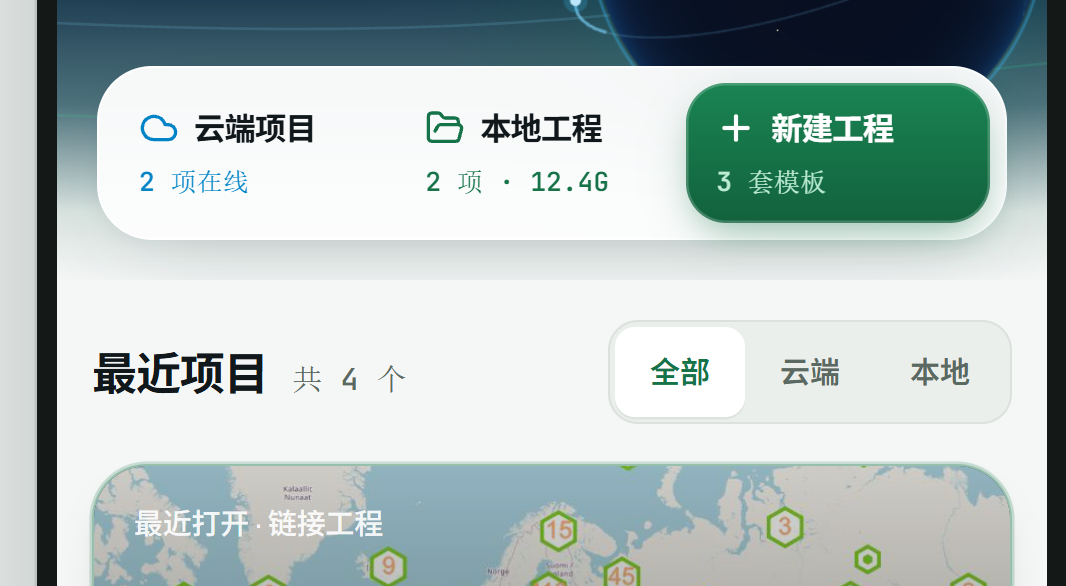 云端项目
2 项在线
本地工程
2 项 · 12.4G
新建工程
3 套模板
最近项目 共 4 个
全部 云端 本地
最近打开 · 链接工程
Kalaallit
Nunaat
15
3
9
Norge
Suomi /
45